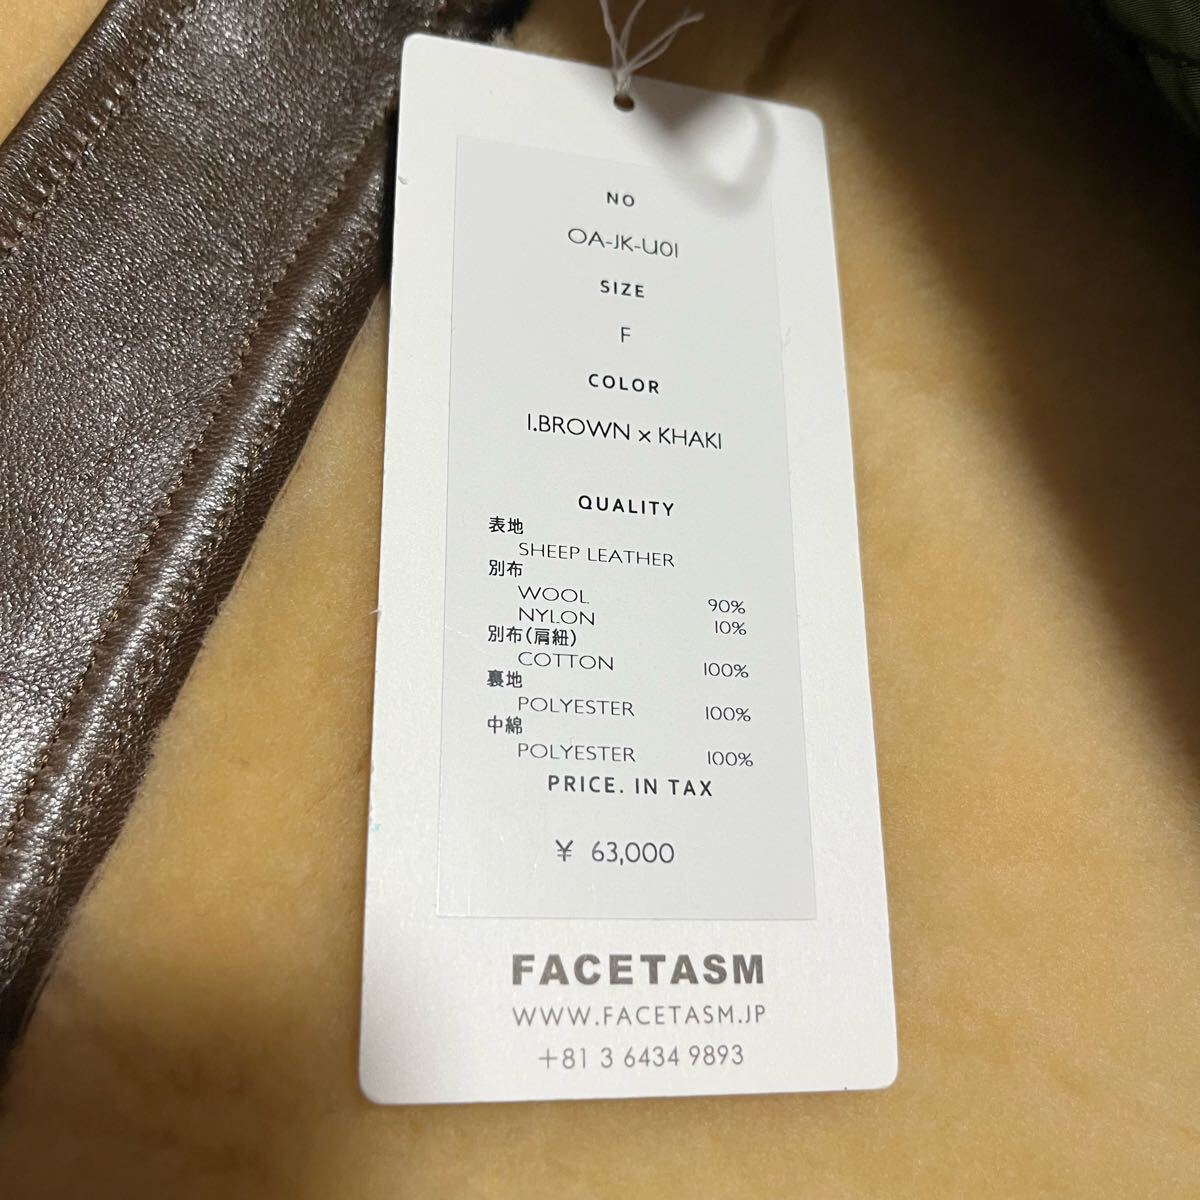 NO
OA-JK-U01
SIZE
F
COLOR
1.BROWN x KHAKI
QUALITY
表地
SHEEP LEATHER
別布
WOOL 90%
NYLON 10%
別布(肩紐)
COTTON 100%
裏地
POLYESTER 100%
中綿
POLYESTER 100%
PRICE. IN TAX
¥ 63,000
FACETASM
WWW.FACETASM.JP
+81 3 6434 9893